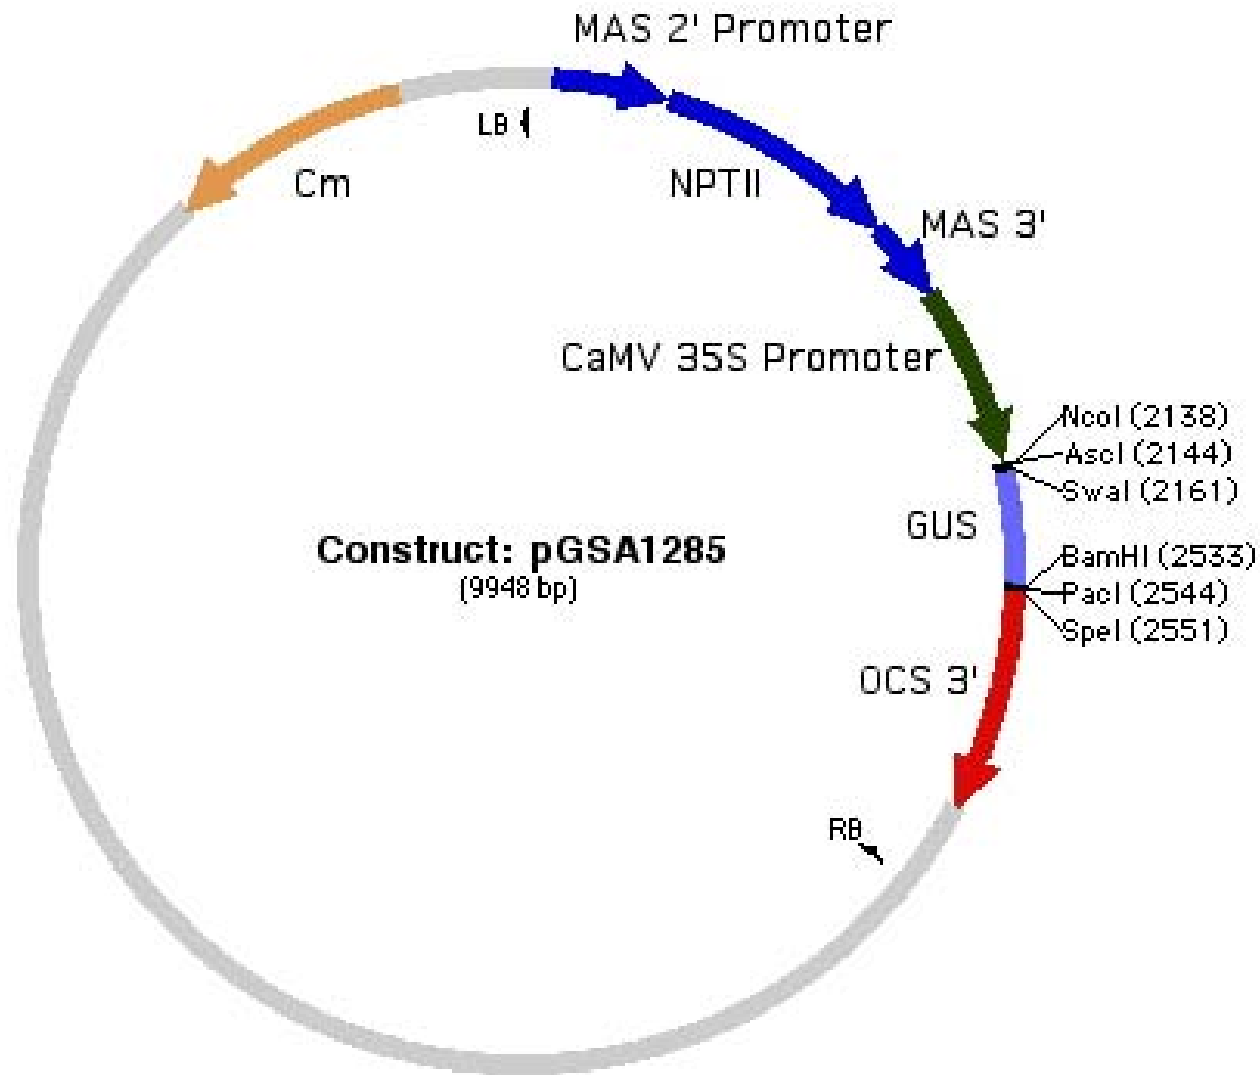 MAS 2' Promoter
LB
Cm
NPTII
MAS 3'
CaMV 35S Promoter
NcoI (2138)
AscI (2144)
SwaI (2161)
GUS
Construct: pGSA1285
(9948 bp)
BamHI (2533)
PacI (2544)
SpeI (2551)
OCS 3'
RB